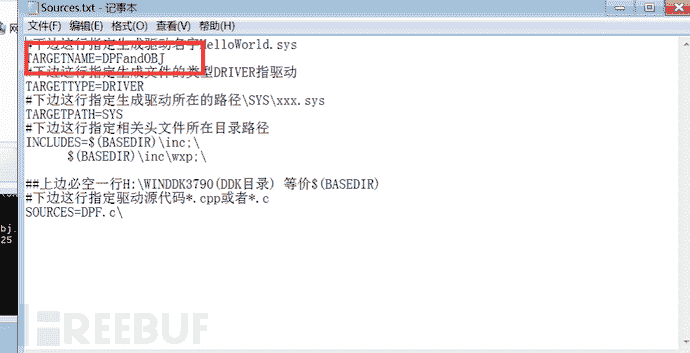 网
Sources.txt - 记事本
文件(F) 编辑(E) 格式(O) 查看(V) 帮助(H)
#下边这行指定生成驱动名字HelloWorld.sys
TARGETNAME=DPFandOBJ
#下边这行指定生成文件的类型DRIVER指驱动
TARGETTYPE=DRIVER
#下边这行指定生成驱动所在的路径\SYS\xxx.sys
TARGETPATH=SYS
#下边这行指定相关头文件所在目录路径
INCLUDES=$(BASEDIR)\inc;\
$(BASEDIR)\inc\wxp;\
##上边必空一行H:\WINDDK3790(DDK目录) 等价$(BASEDIR)
#下边这行指定驱动源代码*.cpp或者*.c
SOURCES=DPF.c\
bj.
25
FREEBUF